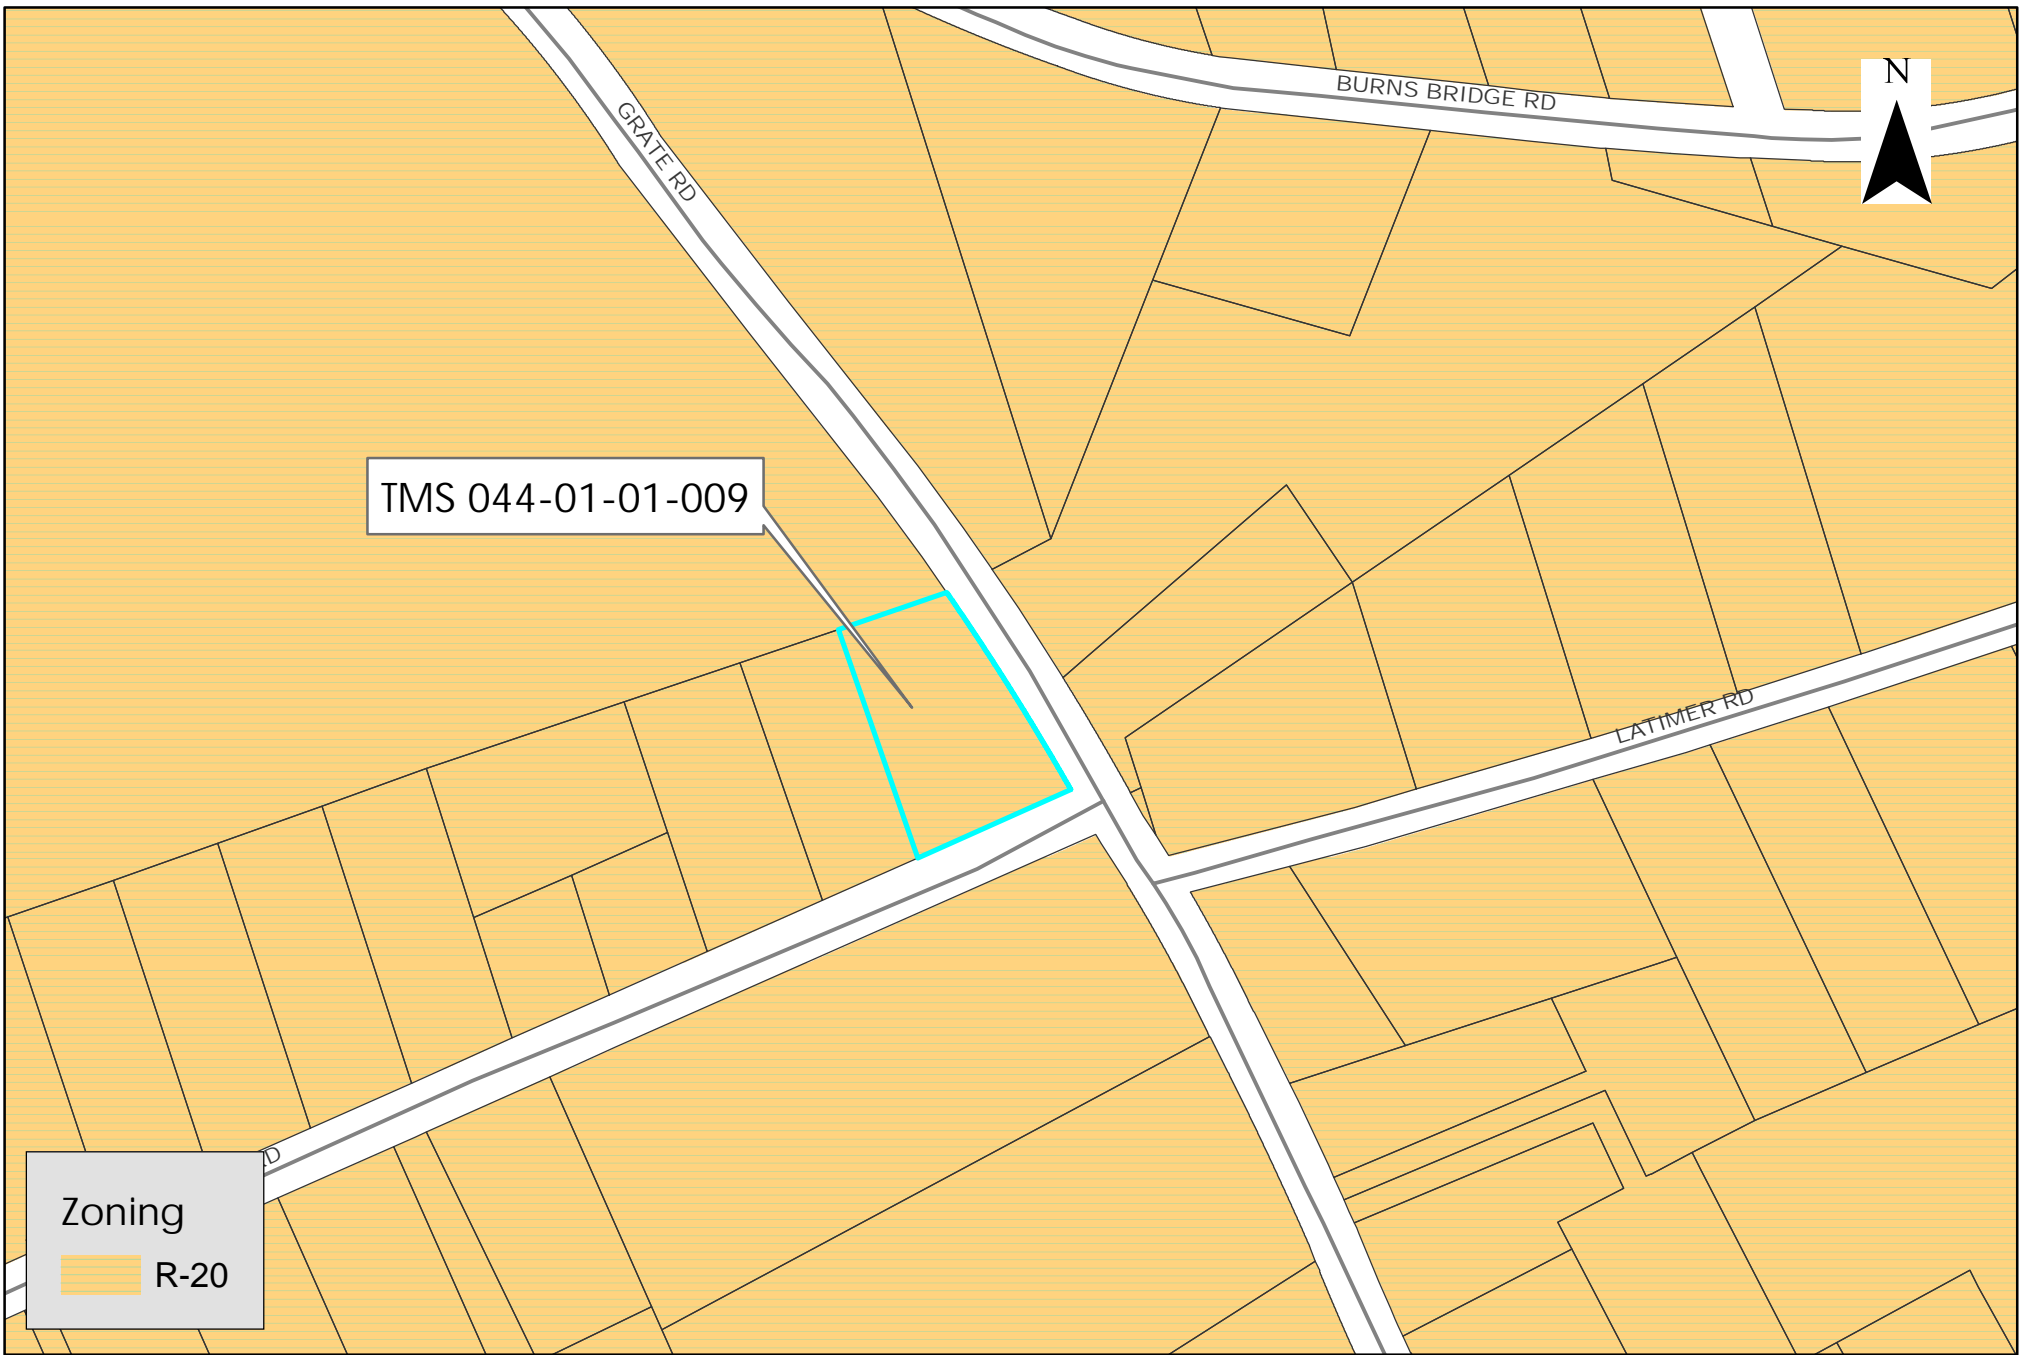 BURNS BRIDGE RD
N
GRATE RD
TMS 044-01-01-009
LATIMER RD
Zoning
R-20